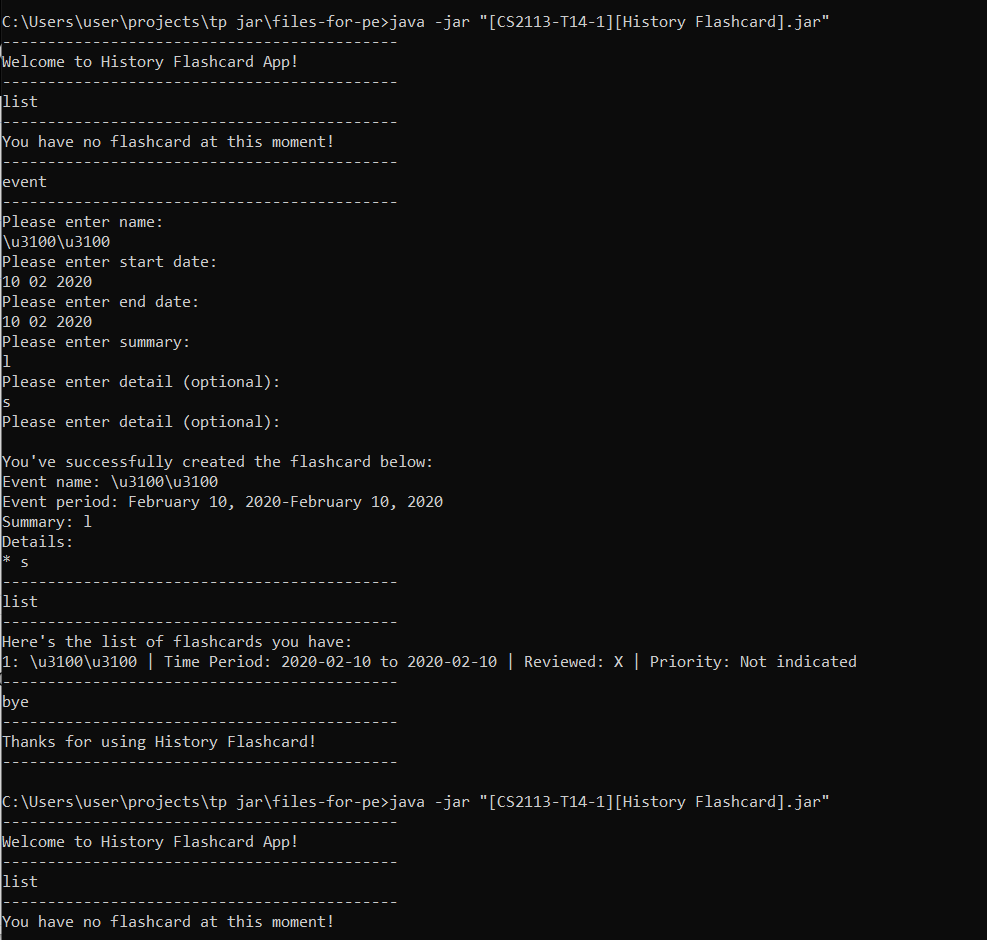 C:\Users\user\projects\tp jar\files-for-pe>java -jar "[CS2113-T14-1][History Flashcard].jar"
--------------------------------------------
Welcome to History Flashcard App!
--------------------------------------------
list
--------------------------------------------
You have no flashcard at this moment!
--------------------------------------------
event
--------------------------------------------
Please enter name:
\u3100\u3100
Please enter start date:
10 02 2020
Please enter end date:
10 02 2020
Please enter summary:
l
Please enter detail (optional):
s
Please enter detail (optional):

You've successfully created the flashcard below:
Event name: \u3100\u3100
Event period: February 10, 2020-February 10, 2020
Summary: l
Details:
* s
--------------------------------------------
list
--------------------------------------------
Here's the list of flashcards you have:
1: \u3100\u3100 | Time Period: 2020-02-10 to 2020-02-10 | Reviewed: X | Priority: Not indicated
--------------------------------------------
bye
--------------------------------------------
Thanks for using History Flashcard!
--------------------------------------------

C:\Users\user\projects\tp jar\files-for-pe>java -jar "[CS2113-T14-1][History Flashcard].jar"
--------------------------------------------
Welcome to History Flashcard App!
--------------------------------------------
list
--------------------------------------------
You have no flashcard at this moment!